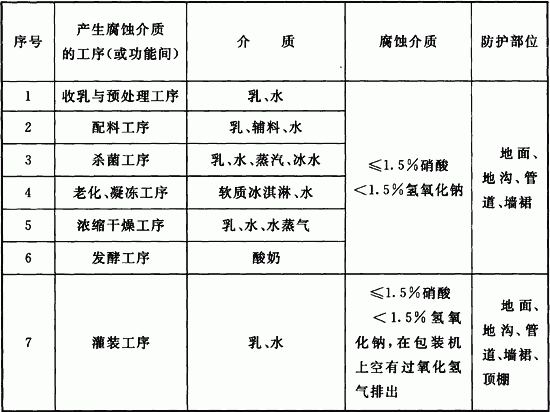 序号
产生腐蚀介质
的工序(或功能间)
介 质
腐蚀介质
防护部位
1
收乳与预处理工序
乳、水
2
配料工序
乳、辅料、水
3
杀菌工序
乳、水、蒸汽、冰水
4
老化、凝冻工序
软质冰淇淋、水
5
浓缩干燥工序
乳、水、水蒸气
6
发酵工序
酸奶
≤1.5%硝酸
<1.5%氢氧化钠
地面、
地沟、管
道、墙裙
7
灌装工序
乳、水
≤1.5%硝酸
<1.5%氢氧
化钠,在包装机
上空有过氧化氢
气排出
地面、
地沟、管
道、墙裙、
顶棚